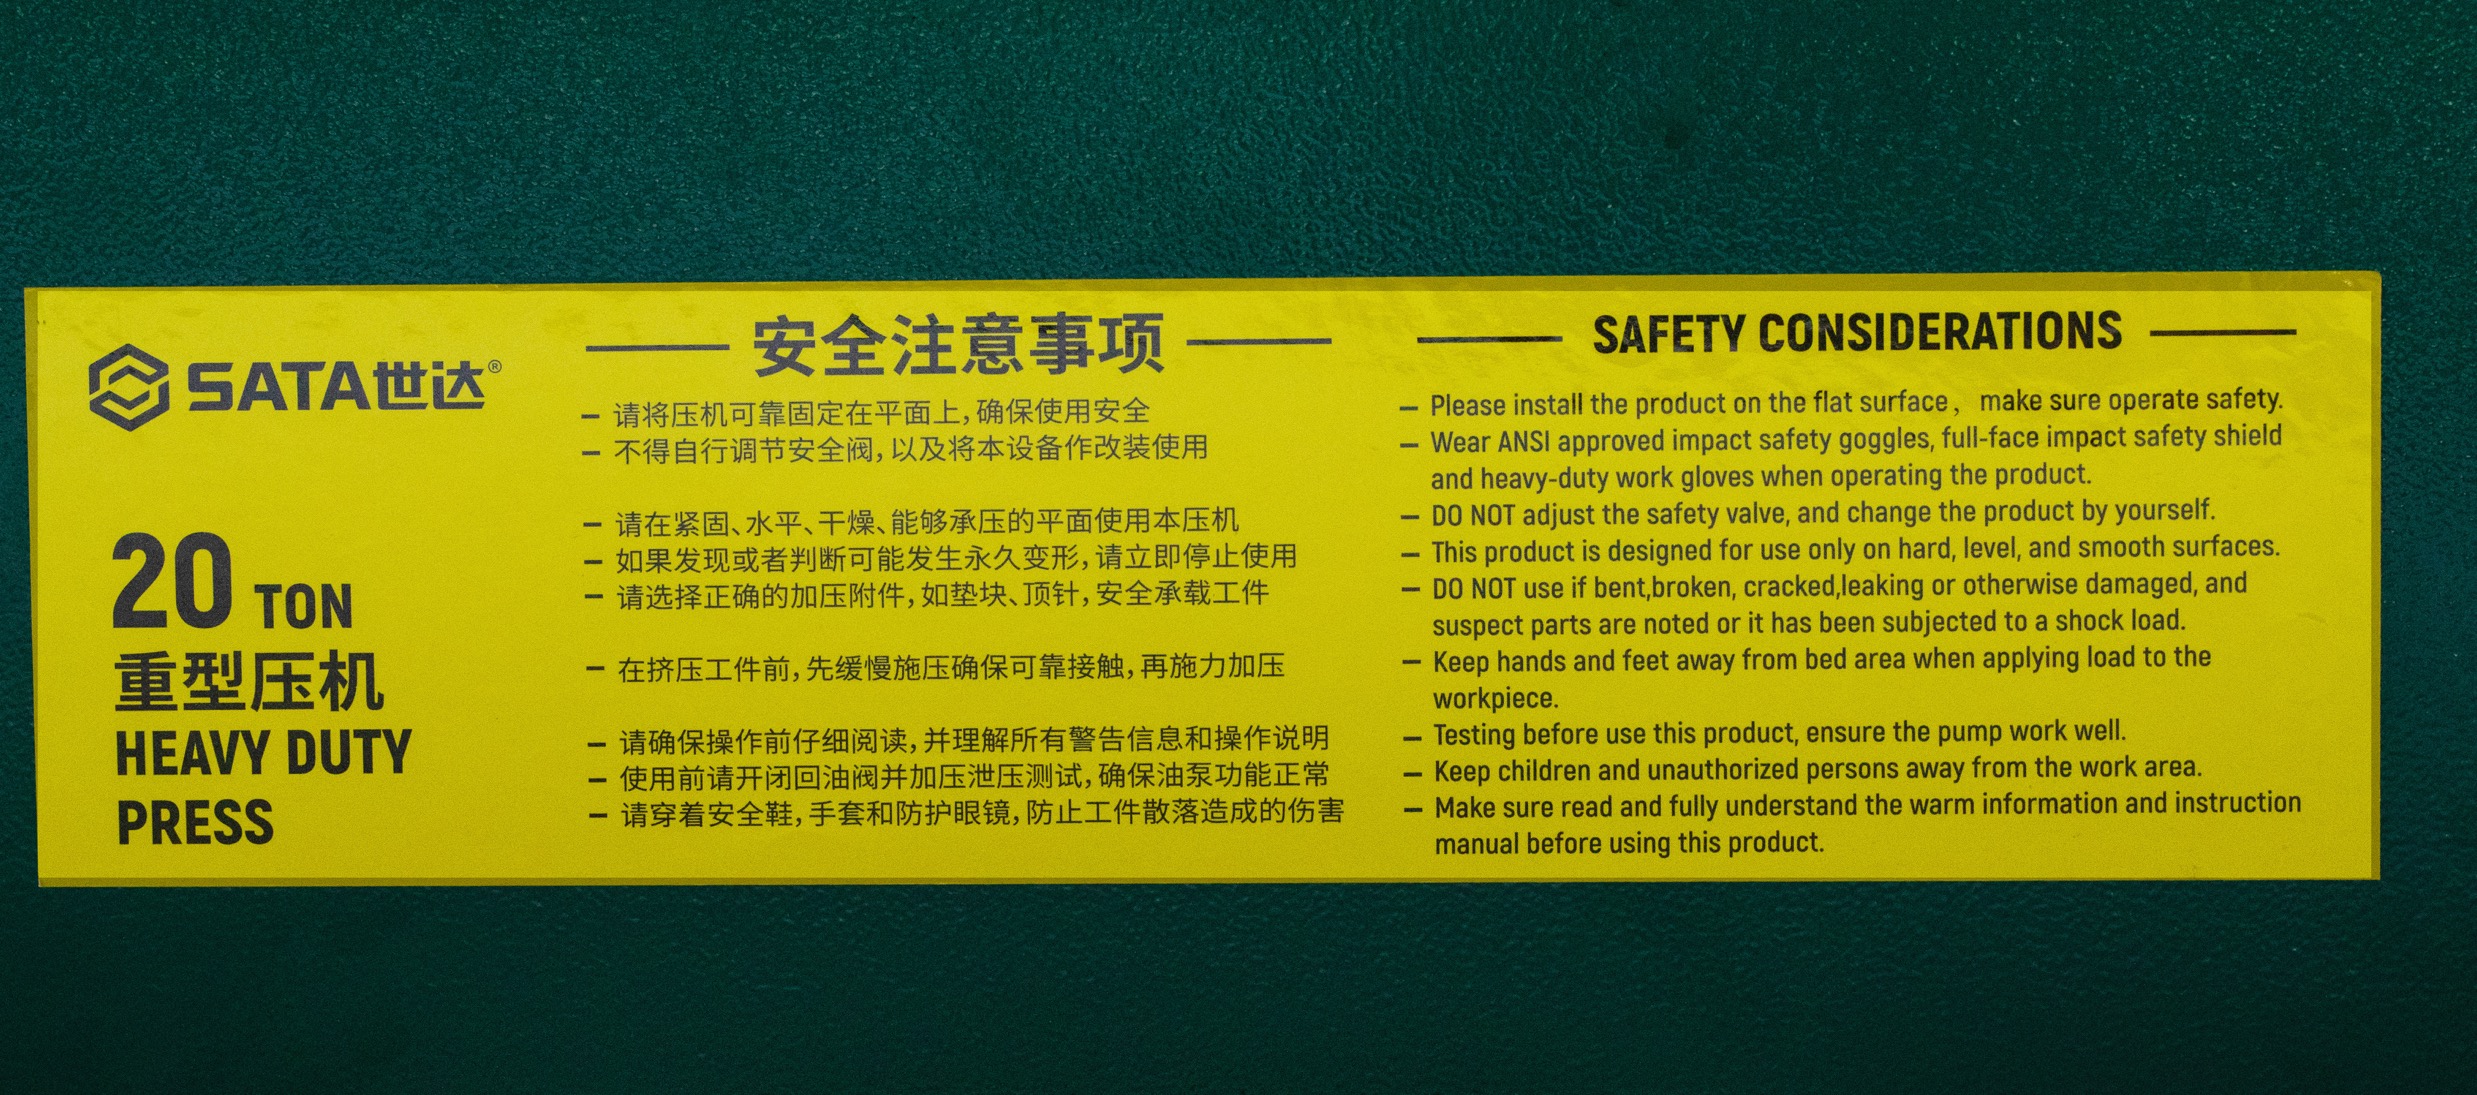 SATA世达®
20 TON
重型压机
HEAVY DUTY
PRESS
安全注意事项
— 请将压机可靠固定在平面上,确保使用安全
— 不得自行调节安全阀,以及将本设备作改装使用
— 请在紧固、水平、干燥、能够承压的平面使用本压机
— 如果发现或者判断可能发生永久变形,请立即停止使用
— 请选择正确的加压附件,如垫块、顶针,安全承载工件
— 在挤压工件前,先缓慢施压确保可靠接触,再施力加压
— 请确保操作前仔细阅读,并理解所有警告信息和操作说明
— 使用前请开闭回油阀并加压泄压测试,确保油泵功能正常
— 请穿着安全鞋,手套和防护眼镜,防止工件散落造成的伤害
SAFETY CONSIDERATIONS
— Please install the product on the flat surface， make sure operate safety.
— Wear ANSI approved impact safety goggles, full-face impact safety shield
and heavy-duty work gloves when operating the product.
— DO NOT adjust the safety valve, and change the product by yourself.
— This product is designed for use only on hard, level, and smooth surfaces.
— DO NOT use if bent,broken, cracked,leaking or otherwise damaged, and
suspect parts are noted or it has been subjected to a shock load.
— Keep hands and feet away from bed area when applying load to the
workpiece.
— Testing before use this product, ensure the pump work well.
— Keep children and unauthorized persons away from the work area.
— Make sure read and fully understand the warm information and instruction
manual before using this product.